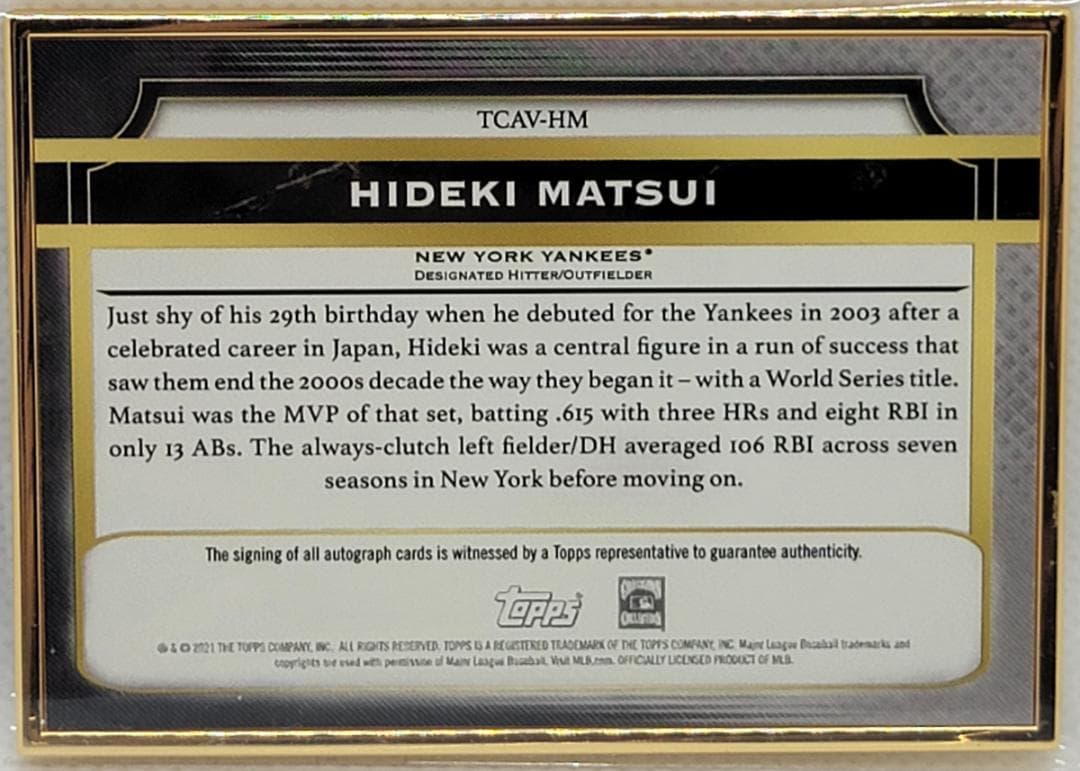 TCAV-HM
HIDEKI MATSUI
NEW YORK YANKEES®
DESIGNATED HITTER/OUTFIELDER
Just shy of his 29th birthday when he debuted for the Yankees in 2003 after a
celebrated career in Japan, Hideki was a central figure in a run of success that
saw them end the 2000s decade the way they began it – with a World Series title.
Matsui was the MVP of that set, batting .615 with three HRs and eight RBI in
only 13 ABs. The always-clutch left fielder/DH averaged 106 RBI across seven
seasons in New York before moving on.
The signing of all autograph cards is witnessed by a Topps representative to guarantee authenticity.
Topps
® & © 2021 THE TOPPS COMPANY, INC. ALL RIGHTS RESERVED. TOPPS IS A REGISTERED TRADEMARK OF THE TOPPS COMPANY, INC. Major League Baseball trademarks and
copyrights are used with permission of Major League Baseball. Visit MLB.com. OFFICIALLY LICENSED PRODUCT OF MLB.